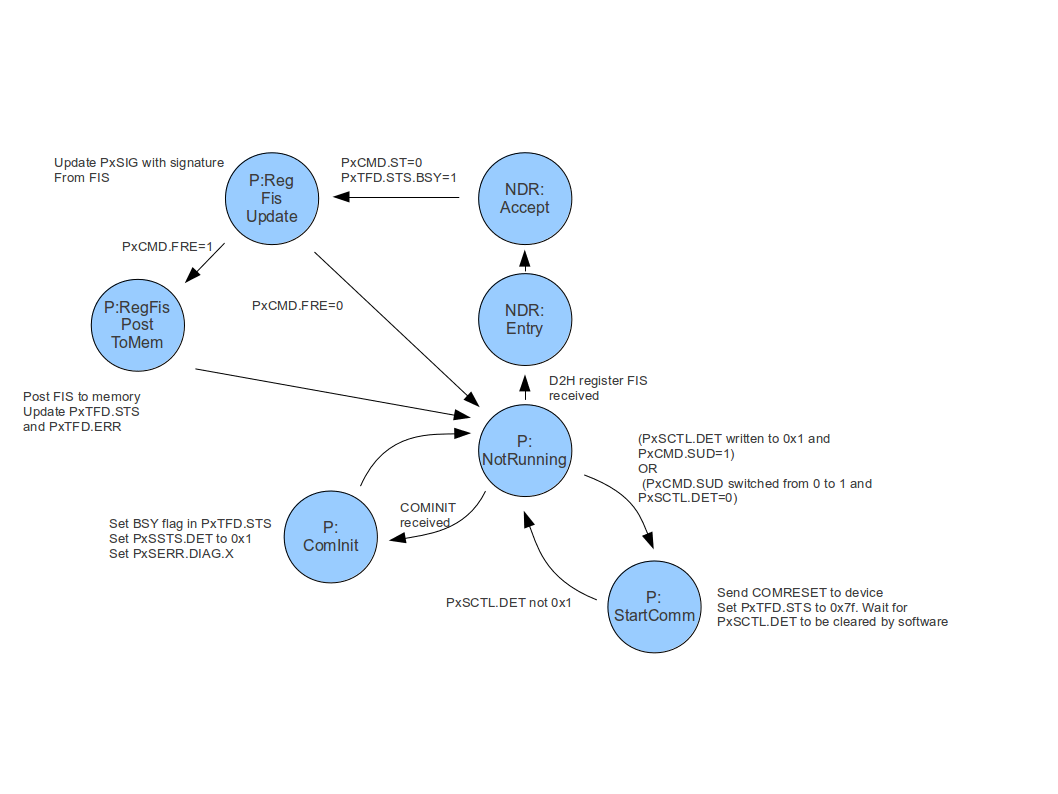 Update PxSIG with signature
From FIS
P:Reg
Fis
Update
PxCMD.ST=0
PxTFD.STS.BSY=1
NDR:
Accept
PxCMD.FRE=1
P:RegFis
Post
ToMem
PxCMD.FRE=0
NDR:
Entry
Post FIS to memory
Update PxTFD.STS
and PxTFD.ERR
D2H register FIS
received
P:
NotRunning
(PxSCTL.DET written to 0x1 and
PxCMD.SUD=1)
OR
(PxCMD.SUD switched from 0 to 1 and
PxSCTL.DET=0)
Set BSY flag in PxTFD.STS
Set PxSSTS.DET to 0x1
Set PxSERR.DIAG.X
P:
ComInit
COMINIT
received
PxSCTL.DET not 0x1
P:
StartComm
Send COMRESET to device
Set PxTFD.STS to 0x7f. Wait for
PxSCTL.DET to be cleared by software